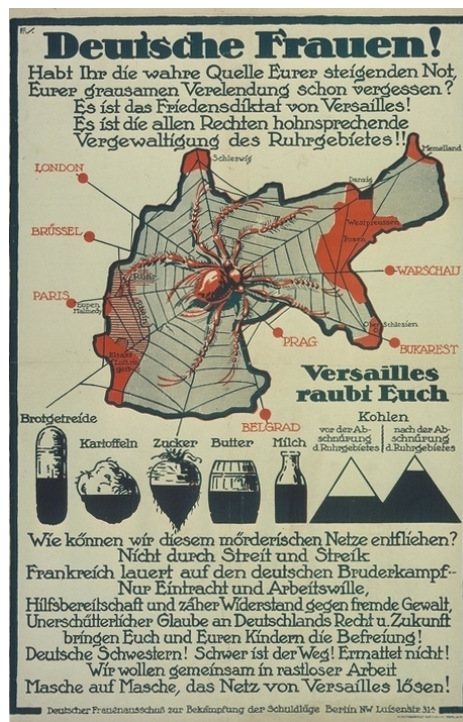 Deutsche Frauen!
Habt Ihr die wahre Quelle Eurer steigenden Not,
Eurer grausamen Verelendung schon vergessen?
Es ist das Friedensdiktat von Versailles!
Es ist die allen Rechten hohnsprechende
Vergewaltigung des Ruhrgebietes!!
Memelland
Schleswig
LONDON
Danzig
Westpreussen
Posen
BRÜSSEL
WARSCHAU
Ruhr
PARIS
Eupen
Malmedy
Rhein
Ober Schlesien
PRAG
BUKAREST
Elsass
Versailles
raubt Euch
BELGRAD
Brotgetreide
Kartoffeln
Zucker
Butter
Milch
Kohlen
vor der Ab-
schnürung
d. Ruhrgebietes
nach der Ab-
schnürung
d. Ruhrgebietes
Wie können wir diesem mörderischen Netze entfliehen?
Nicht durch Streit und Streik
Frankreich lauert auf den deutschen Bruderkampf--
Nur Eintracht und Arbeitswille,
Hilfsbereitschaft und zäher Widerstand gegen fremde Gewalt,
Unerschütterlicher Glaube an Deutschlands Recht u. Zukunft
bringen Euch und Euren Kindern die Befreiung!
Deutsche Schwestern! Schwer ist der Weg! Ermattet nicht!
Wir wollen gemeinsam in rastloser Arbeit
Masche auf Masche, das Netz von Versailles lösen!
Deutscher Frauenausschuß zur Bekämpfung der Schuldlüge Berlin NW Luisenstr. 31a